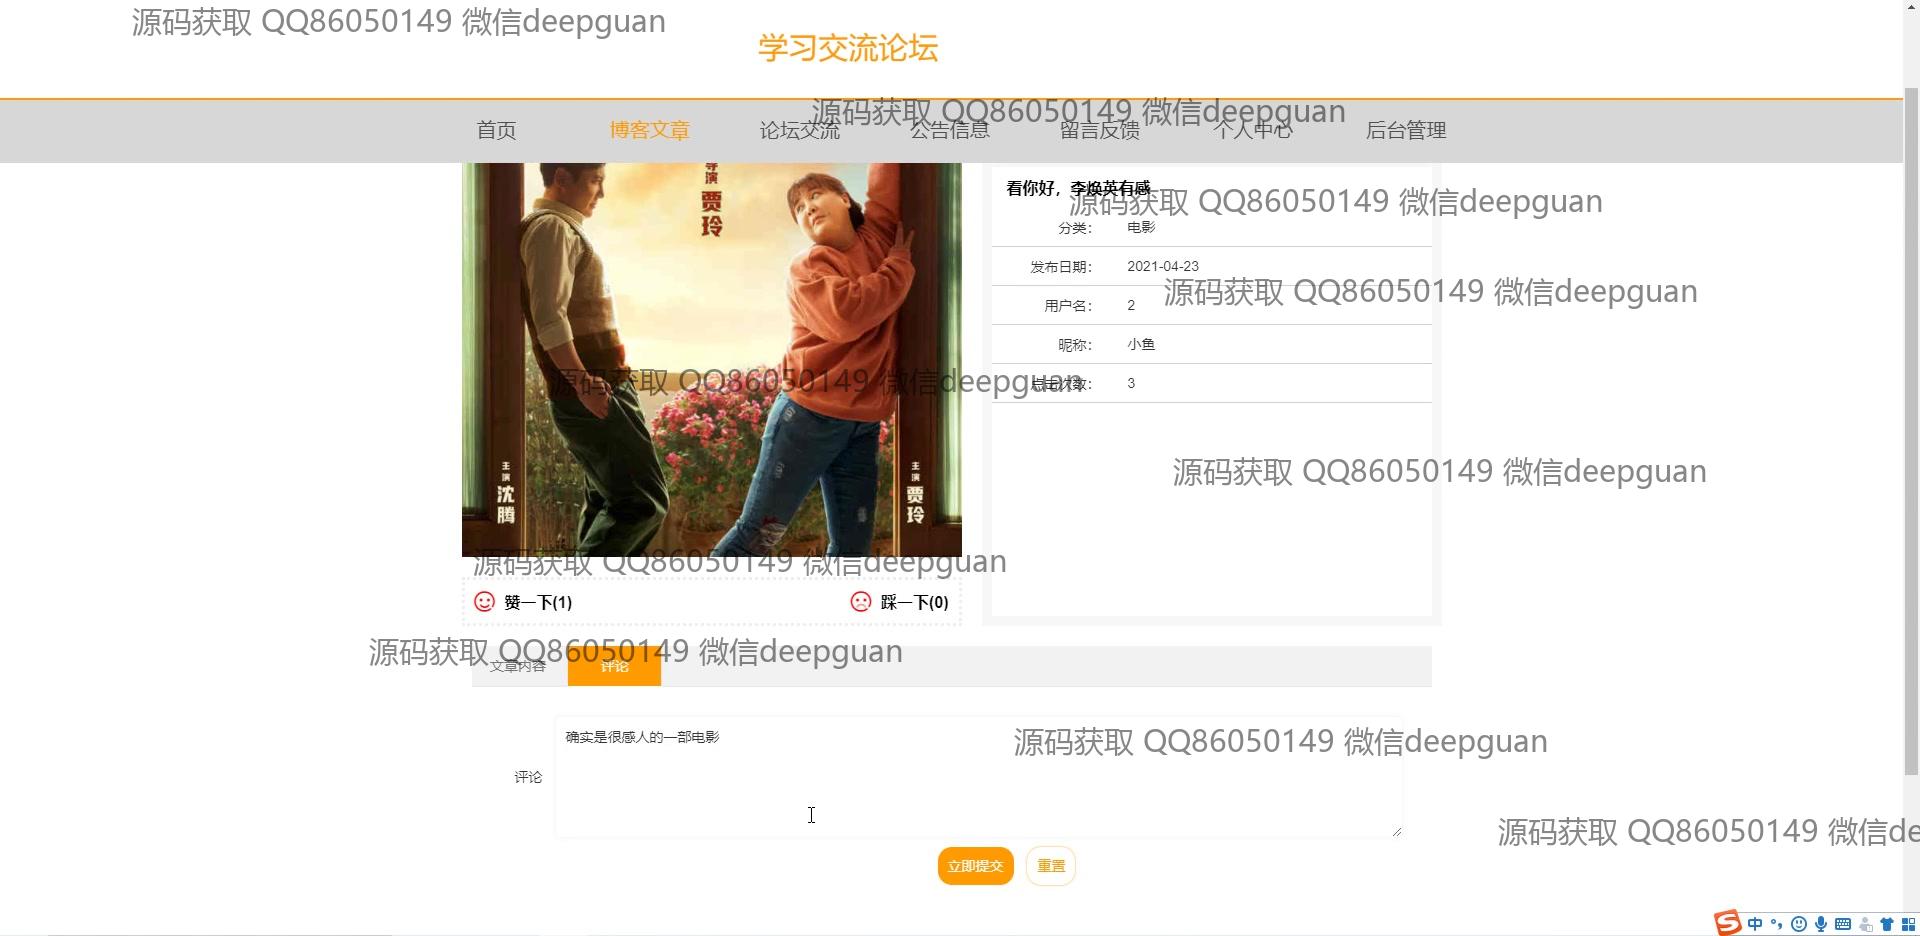 源码获取 QQ86050149 微信deepguan
学习交流论坛
源码获取 QQ86050149 微信deepguan
首页 博客文章 论坛交流 公告信息 留言反馈 个人中心 后台管理
导演
贾玲
看你好，李焕英有感
源码获取 QQ86050149 微信deepguan
分类： 电影
发布日期： 2021-04-23
源码获取 QQ86050149 微信deepguan
用户名： 2
昵称： 小鱼
源码获取 QQ86050149 微信deepguan
点击次数： 3
主演
沈腾
主演
贾玲
源码获取 QQ86050149 微信deepguan
源码获取 QQ86050149 微信deepguan
赞一下(1) 踩一下(0)
源码获取 QQ86050149 微信deepguan
文章内容 评论
确实是很感人的一部电影
源码获取 QQ86050149 微信deepguan
评论
源码获取 QQ86050149 微信de
立即提交 重置
中